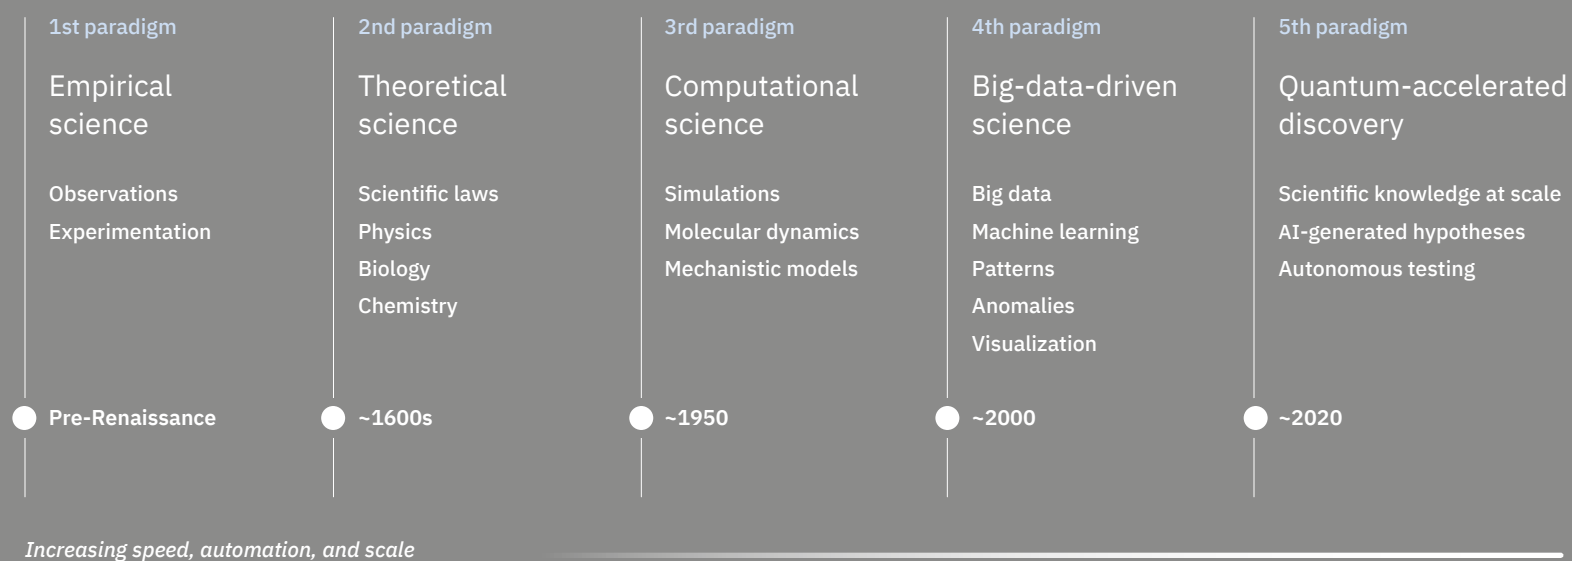 1st paradigm
Empirical
science
Observations
Experimentation
Pre-Renaissance
2nd paradigm
Theoretical
science
Scientific laws
Physics
Biology
Chemistry
~1600s
3rd paradigm
Computational
science
Simulations
Molecular dynamics
Mechanistic models
~1950
4th paradigm
Big-data-driven
science
Big data
Machine learning
Patterns
Anomalies
Visualization
~2000
5th paradigm
Quantum-accelerated
discovery
Scientific knowledge at scale
AI-generated hypotheses
Autonomous testing
~2020
Increasing speed, automation, and scale